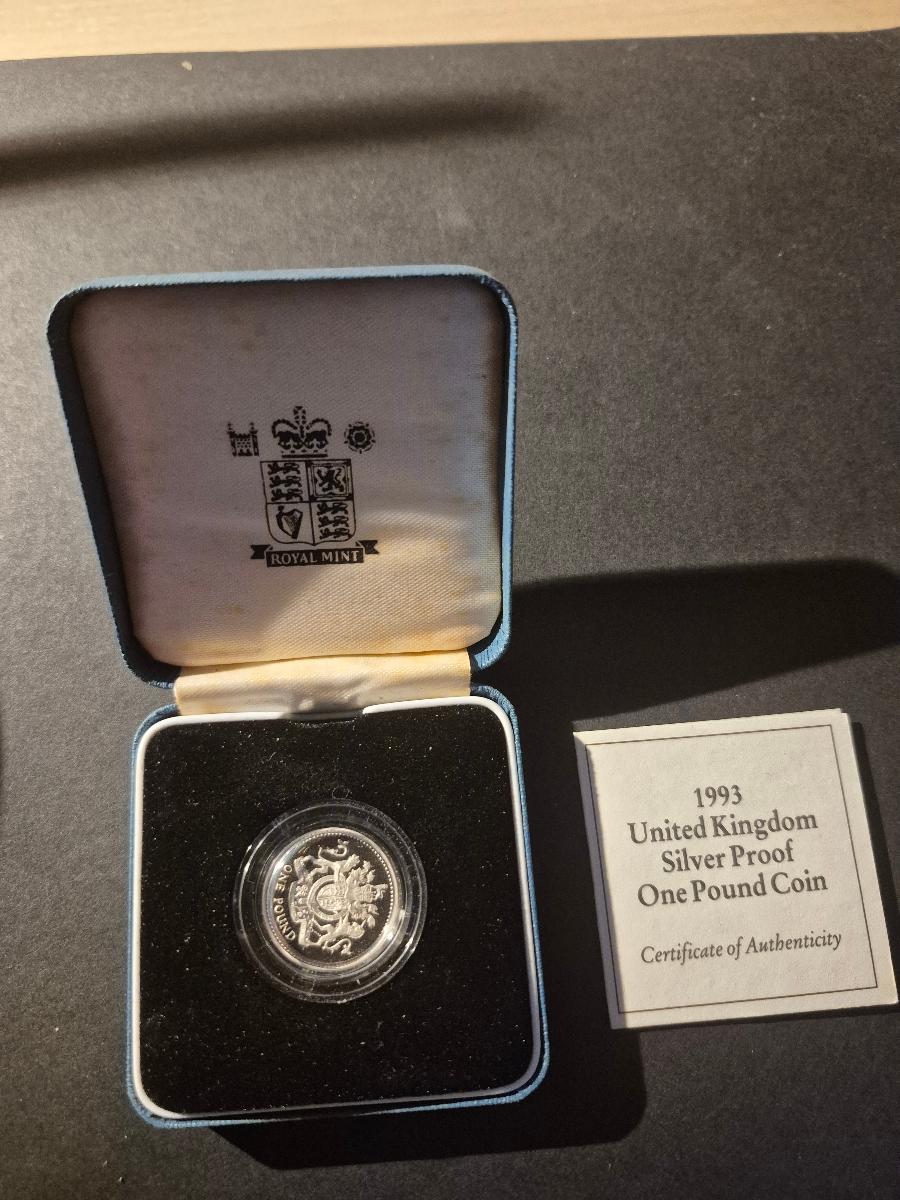 ROYAL MINT
ONE POUND
1993
United Kingdom
Silver Proof
One Pound Coin
Certificate of Authenticity